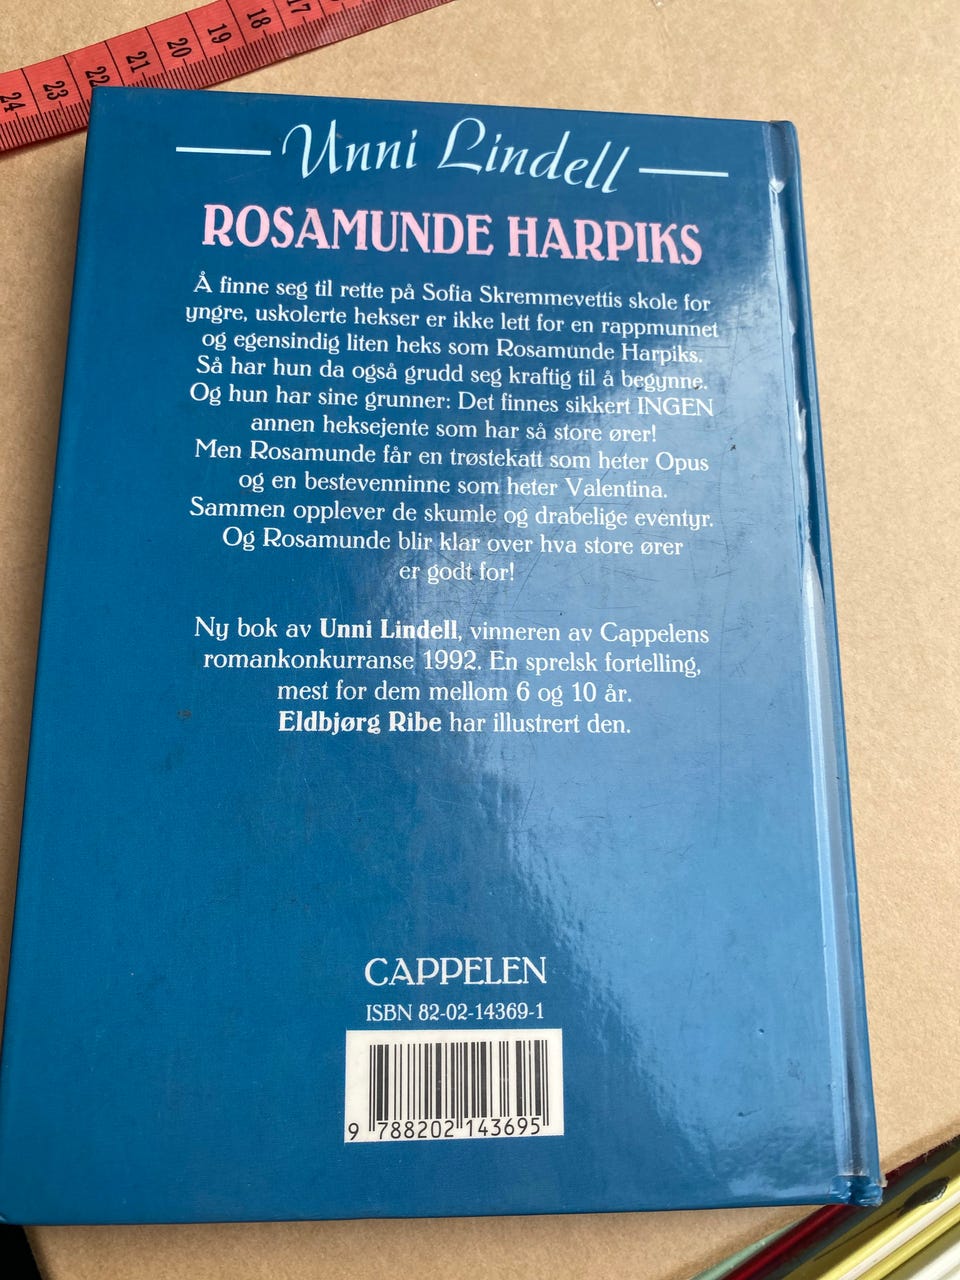 24 23 22 21 20 19 18 17
Unni Lindell
ROSAMUNDE HARPIKS
Å finne seg til rette på Sofia Skremmevettis skole for
yngre, uskolerte hekser er ikke lett for en rappmunnet
og egensindig liten heks som Rosamunde Harpiks.
Så har hun da også grudd seg kraftig til å begynne.
Og hun har sine grunner: Det finnes sikkert INGEN
annen heksejente som har så store ører!
Men Rosamunde får en trøstekatt som heter Opus
og en bestevenninne som heter Valentina.
Sammen opplever de skumle og drabelige eventyr.
Og Rosamunde blir klar over hva store ører
er godt for!
Ny bok av Unni Lindell, vinneren av Cappelens
romankonkurranse 1992. En sprelsk fortelling,
mest for dem mellom 6 og 10 år.
Eldbjørg Ribe har illustrert den.
CAPPELEN
ISBN 82-02-14369-1
9 788202 143695